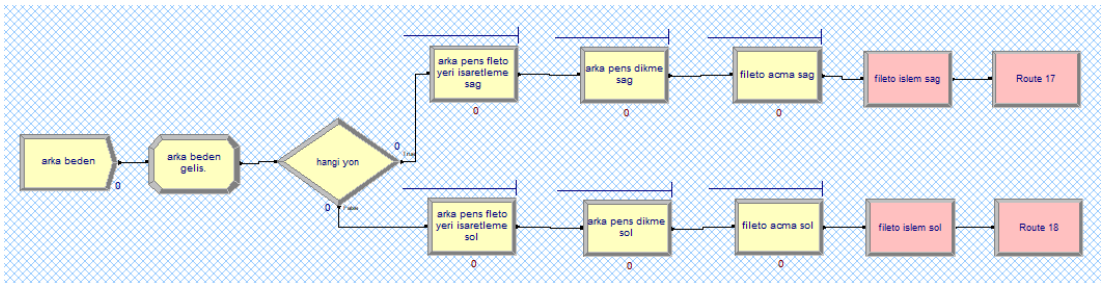 arka pens fleto
yeri isaretleme
sag
0
arka pens dikme
sag
0
fileto acma sag
0
fileto islem sag
Route 17
arka beden
0
arka beden
gelis.
hangi yon
0
True
0
False
arka pens fleto
yeri isaretleme
sol
0
arka pens dikme
sol
0
fileto acma sol
0
fileto islem sol
Route 18